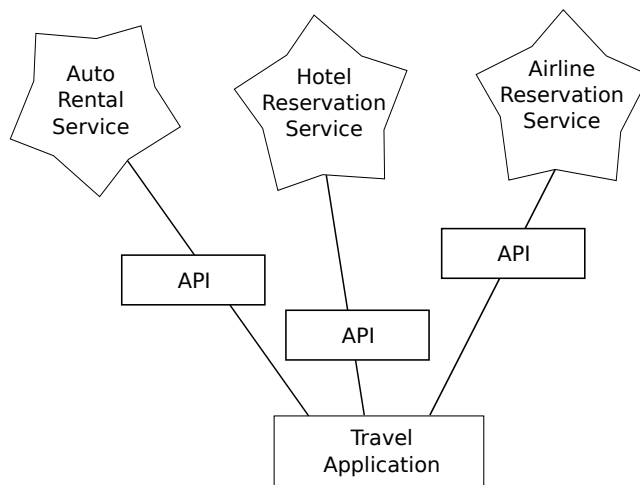 Auto
Rental
Service
Hotel
Reservation
Service
Airline
Reservation
Service
API
API
API
Travel
Application